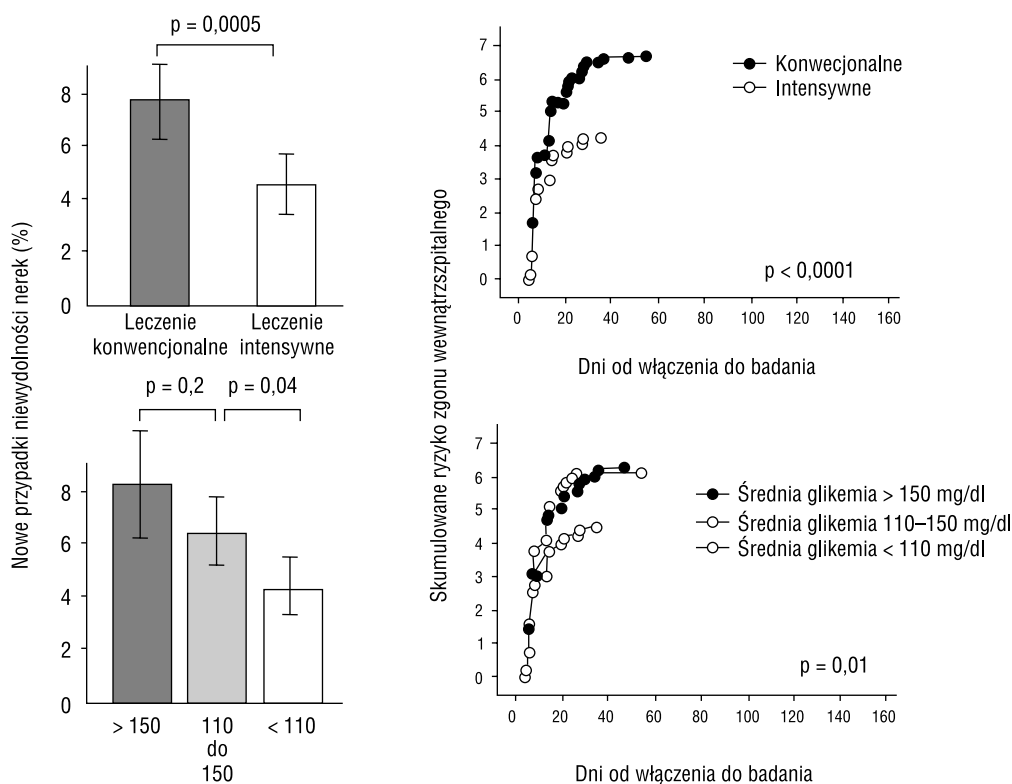 Nowe przypadki niewydolności nerek (%)
p = 0,0005
8
6
4
2
0
Leczenie
konwencjonalne
Leczenie
intensywne
p = 0,2
p = 0,04
8
6
4
2
0
> 150
110
do
150
< 110
Skumulowane ryzyko zgonu wewnątrzszpitalnego
7
6
5
4
3
2
1
0
Konwecjonalne
Intensywne
p < 0,0001
0 20 40 60 80 100 120 140 160
Dni od włączenia do badania
7
6
5
4
3
2
1
0
Średnia glikemia > 150 mg/dl
Średnia glikemia 110–150 mg/dl
Średnia glikemia < 110 mg/dl
p = 0,01
0 20 40 60 80 100 120 140 160
Dni od włączenia do badania